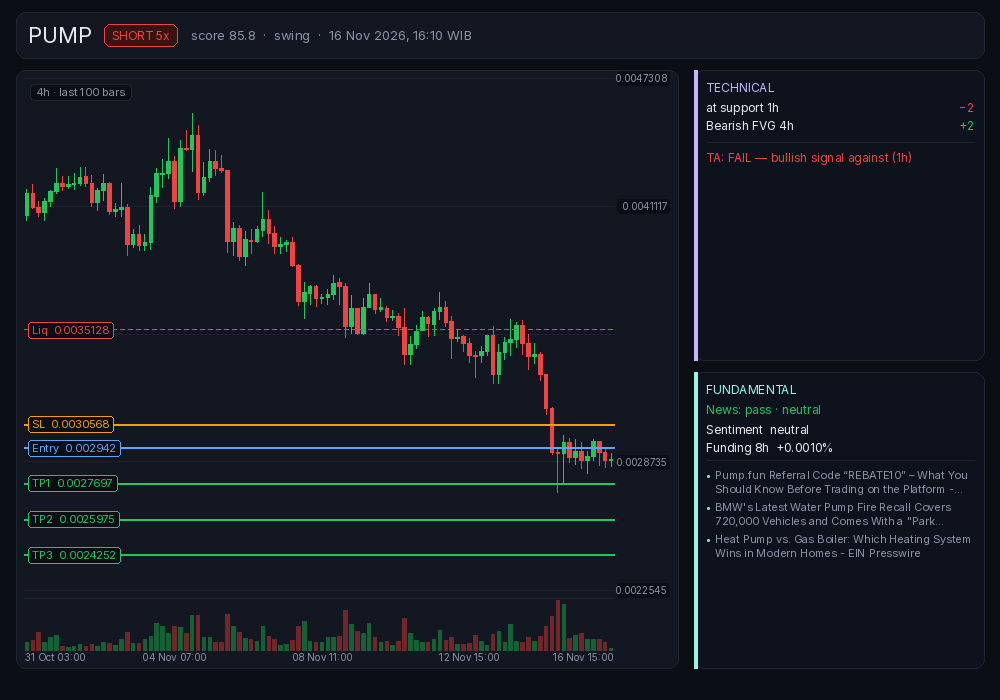 PUMP SHORT 5x score 85.8 · swing · 16 Nov 2026, 16:10 WIB
4h · last 100 bars
0.0047308
0.0041117
Liq 0.0035128
SL 0.0030568
Entry 0.002942
0.0028735
TP1 0.0027697
TP2 0.0025975
TP3 0.0024252
0.0022545
31 Oct 03:00 04 Nov 07:00 08 Nov 11:00 12 Nov 15:00 16 Nov 15:00
TECHNICAL
at support 1h −2
Bearish FVG 4h +2
TA: FAIL — bullish signal against (1h)
FUNDAMENTAL
News: pass · neutral
Sentiment neutral
Funding 8h +0.0010%
• Pump.fun Referral Code “REBATE10” – What You
Should Know Before Trading on the Platform -…
• BMW's Latest Water Pump Fire Recall Covers
720,000 Vehicles and Comes With a "Park…
• Heat Pump vs. Gas Boiler: Which Heating System
Wins in Modern Homes - EIN Presswire